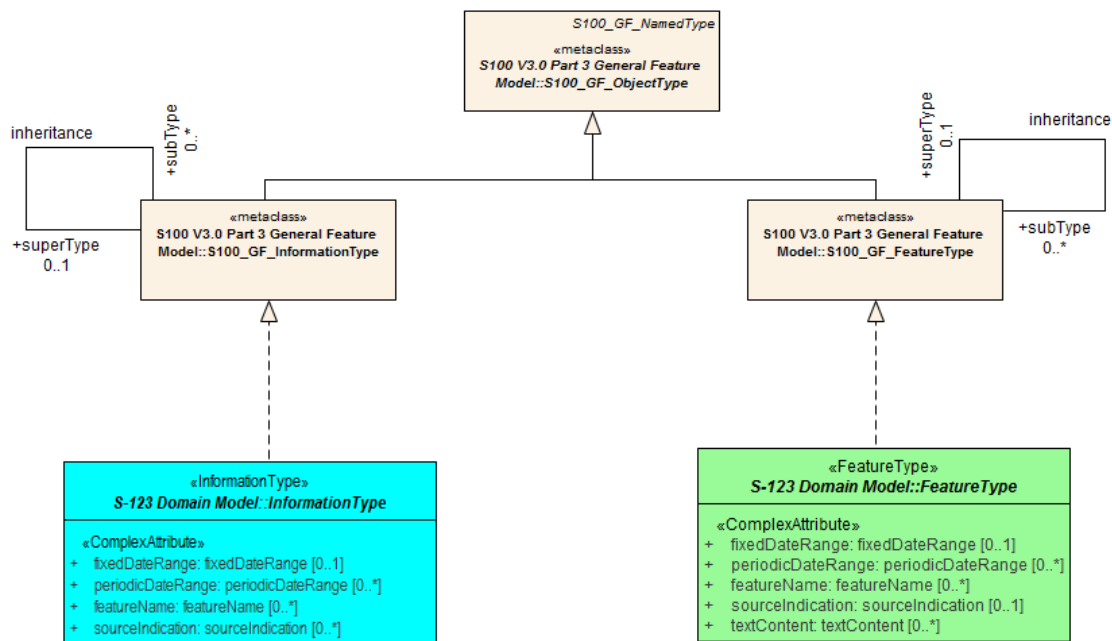 S100_GF_NamedType
«metaclass»
S100 V3.0 Part 3 General Feature
Model::S100_GF_ObjectType
inheritance
+subType
0..*
+superType
0..1
«metaclass»
S100 V3.0 Part 3 General Feature
Model::S100_GF_InformationType
+superType
0..1
inheritance
«metaclass»
S100 V3.0 Part 3 General Feature
Model::S100_GF_FeatureType
+subType
0..*
«InformationType»
S-123 Domain Model::InformationType
«ComplexAttribute»
+ fixedDateRange: fixedDateRange [0..1]
+ periodicDateRange: periodicDateRange [0..*]
+ featureName: featureName [0..*]
+ sourceIndication: sourceIndication [0..*]
«FeatureType»
S-123 Domain Model::FeatureType
«ComplexAttribute»
+ fixedDateRange: fixedDateRange [0..1]
+ periodicDateRange: periodicDateRange [0..*]
+ featureName: featureName [0..*]
+ sourceIndication: sourceIndication [0..1]
+ textContent: textContent [0..*]